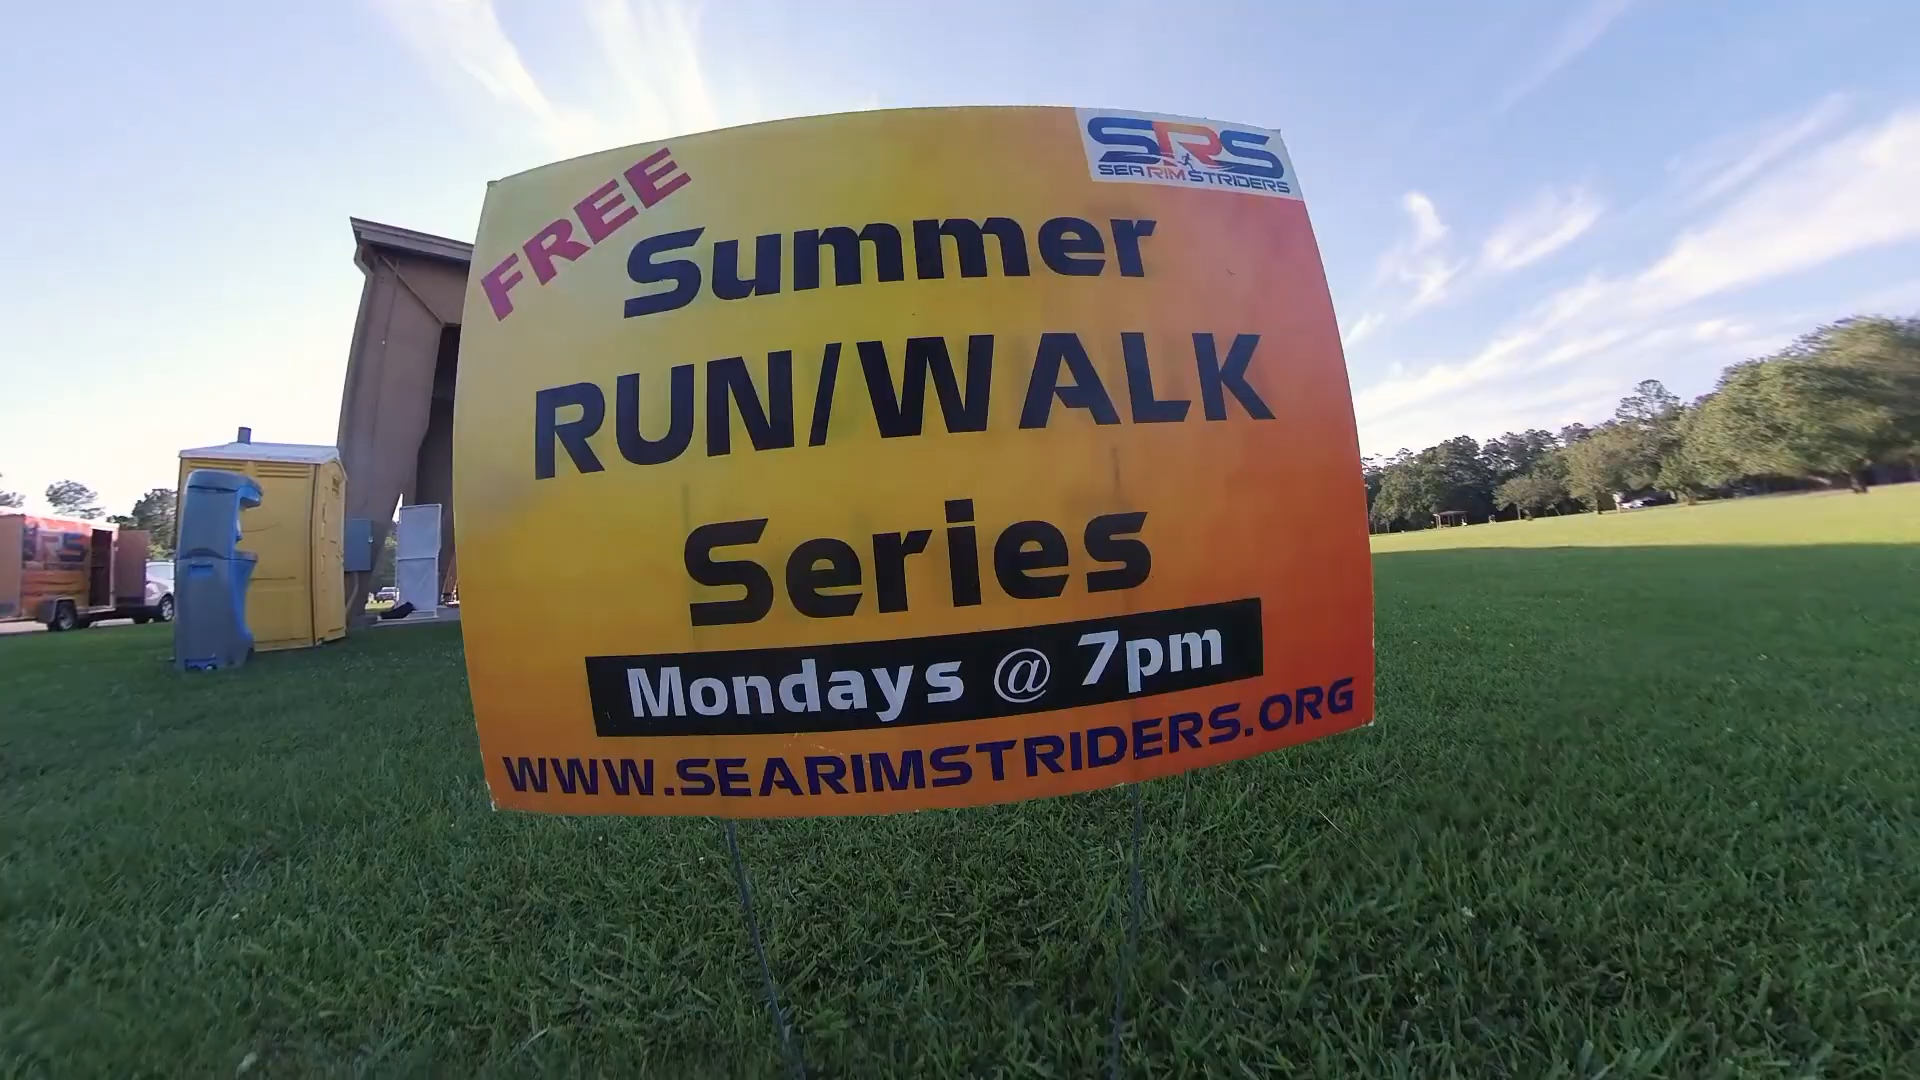 FREE
SRS
SEA RIM STRIDERS
Summer
RUN/WALK
Series
Mondays @ 7pm
WWW.SEARIMSTRIDERS.ORG